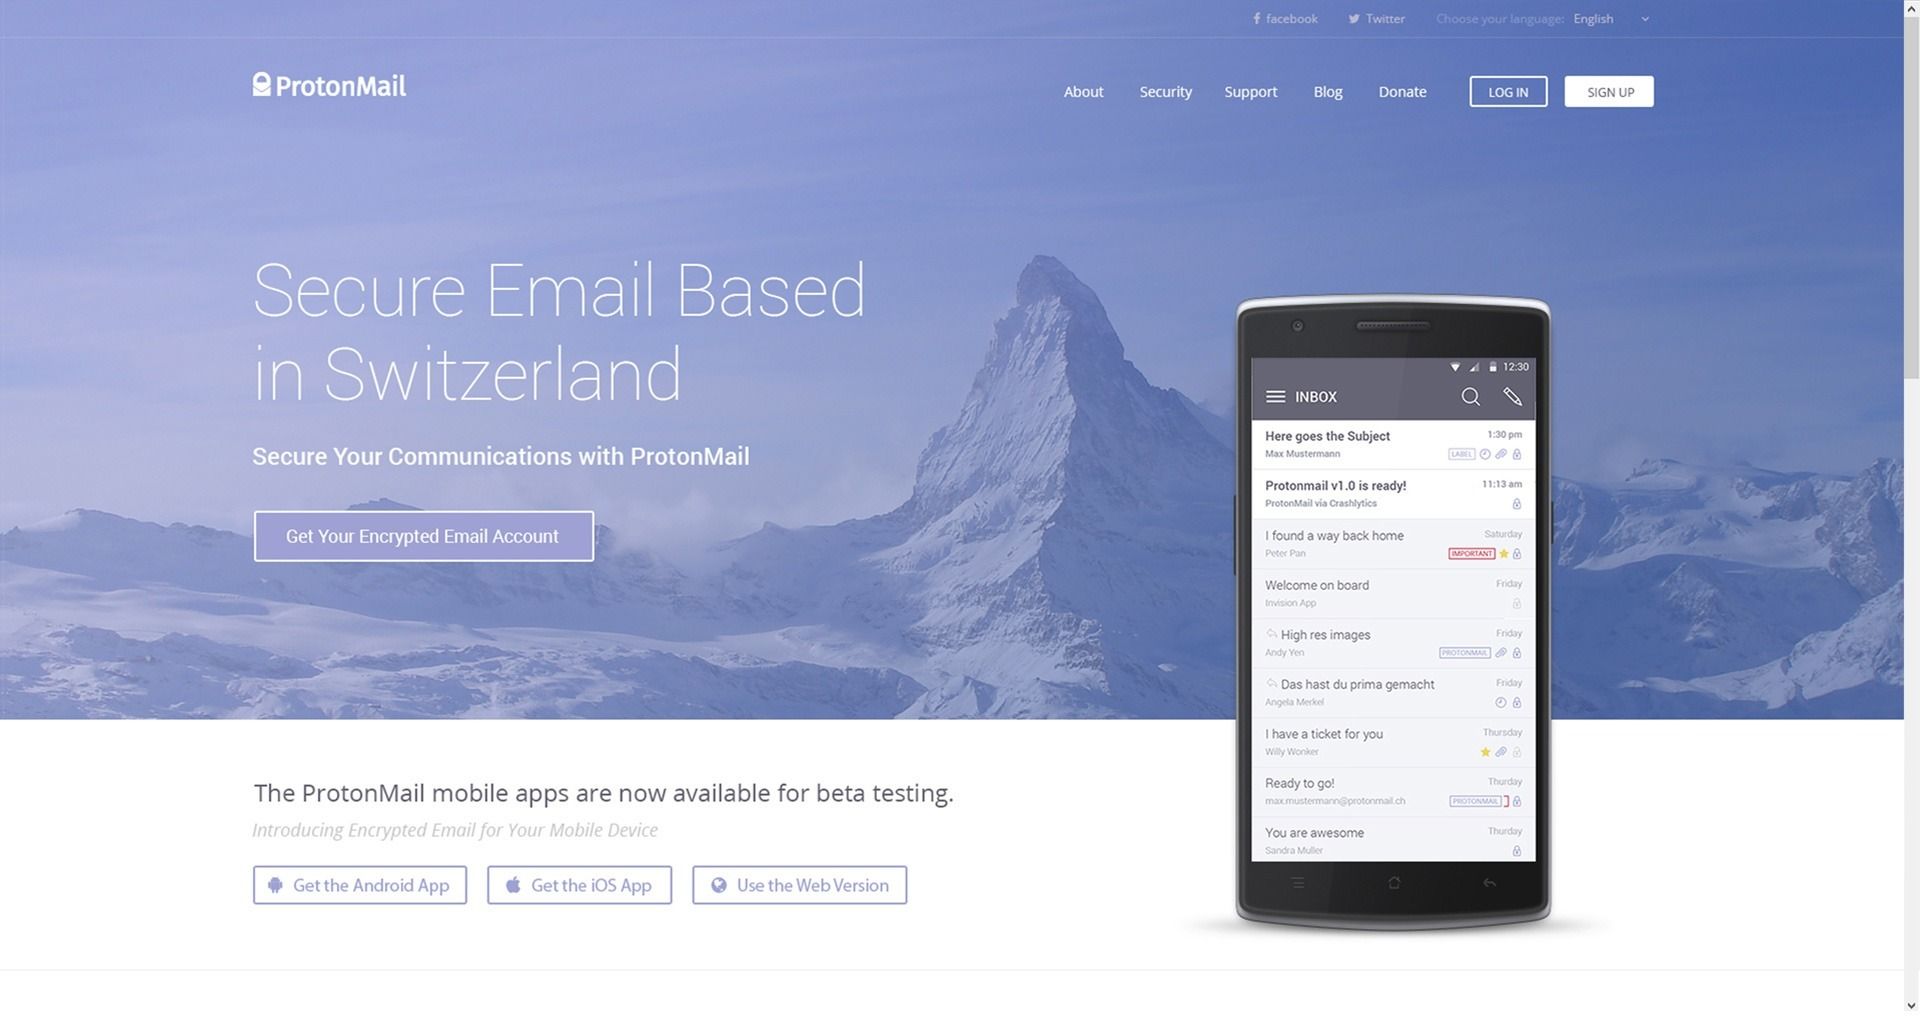 facebook Twitter Choose your language: English
ProtonMail
About Security Support Blog Donate LOG IN SIGN UP
Secure Email Based
in Switzerland
Secure Your Communications with ProtonMail
Get Your Encrypted Email Account
12:30
INBOX
Here goes the Subject 1:30 pm
Max Mustermann LABEL
Protonmail v1.0 is ready! 11:13 am
ProtonMail via Crashlytics
I found a way back home Saturday
Peter Pan IMPORTANT
Welcome on board Friday
Invision App
High res images Friday
Andy Yen PROTONMAIL
Das hast du prima gemacht Friday
Angela Merkel
I have a ticket for you Thursday
Willy Wonker
Ready to go! Thurday
max.mustermann@protonmail.ch PROTONMAIL
You are awesome Thurday
Sandra Muller
The ProtonMail mobile apps are now available for beta testing.
Introducing Encrypted Email for Your Mobile Device
Get the Android App Get the iOS App Use the Web Version